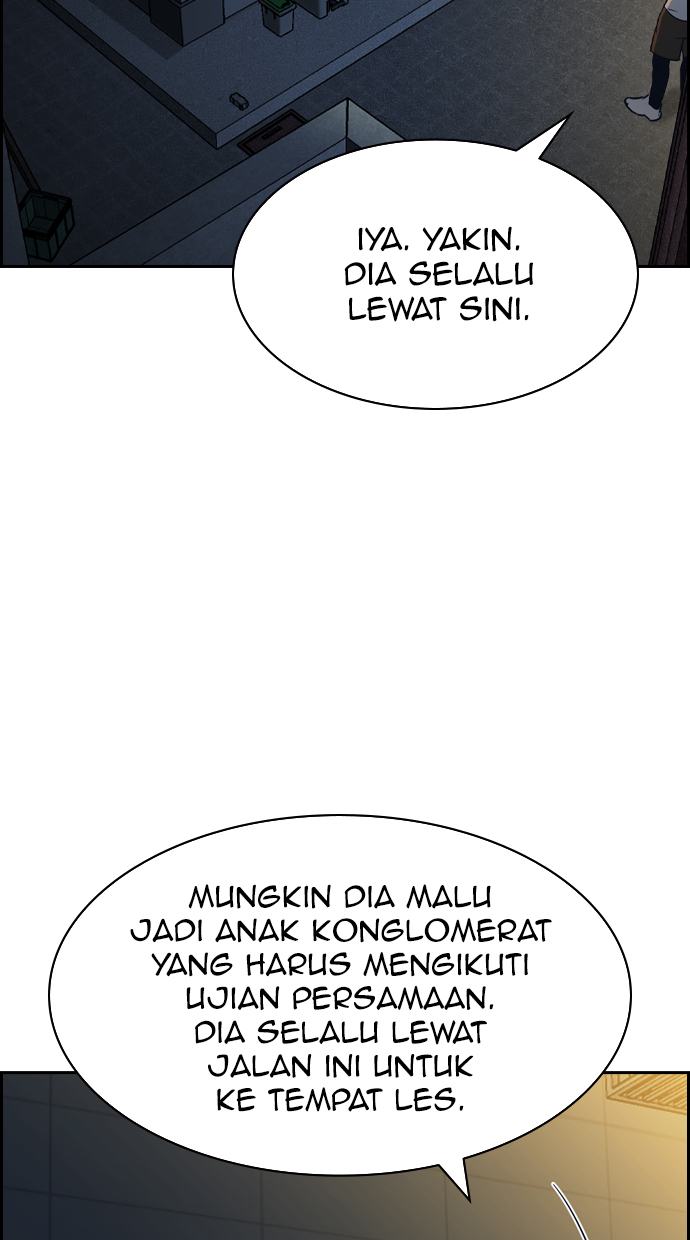 IYA. YAKIN.
DIA SELALU
LEWAT SINI.
MUNGKIN DIA MALU
JADI ANAK KONGLOMERAT
YANG HARUS MENGIKUTI
UJIAN PERSAMAAN.
DIA SELALU LEWAT
JALAN INI UNTUK
KE TEMPAT LES.